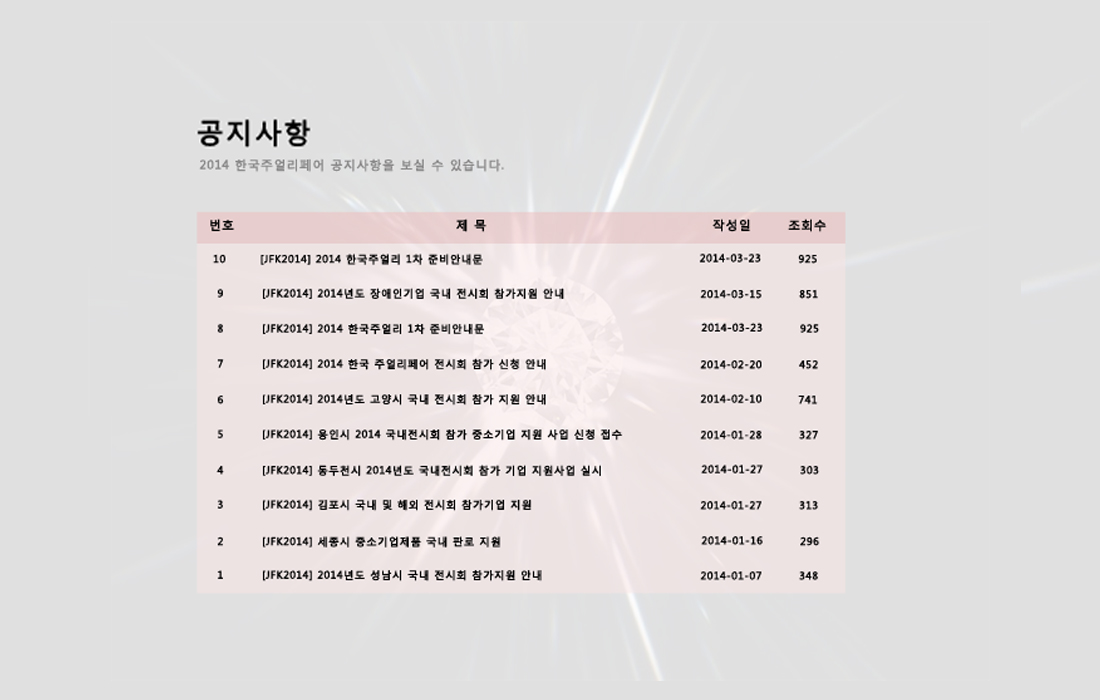 공지사항
2014 한국주얼리페어 공지사항을 보실 수 있습니다.
번호 제 목 작성일 조회수
10 [JFK2014] 2014 한국주얼리 1차 준비안내문 2014-03-23 925
9 [JFK2014] 2014년도 장애인기업 국내 전시회 참가지원 안내 2014-03-15 851
8 [JFK2014] 2014 한국주얼리 1차 준비안내문 2014-03-23 925
7 [JFK2014] 2014 한국 주얼리페어 전시회 참가 신청 안내 2014-02-20 452
6 [JFK2014] 2014년도 고양시 국내 전시회 참가 지원 안내 2014-02-10 741
5 [JFK2014] 용인시 2014 국내전시회 참가 중소기업 지원 사업 신청 접수 2014-01-28 327
4 [JFK2014] 동두천시 2014년도 국내전시회 참가 기업 지원사업 실시 2014-01-27 303
3 [JFK2014] 김포시 국내 및 해외 전시회 참가기업 지원 2014-01-27 313
2 [JFK2014] 세종시 중소기업제품 국내 판로 지원 2014-01-16 296
1 [JFK2014] 2014년도 성남시 국내 전시회 참가지원 안내 2014-01-07 348